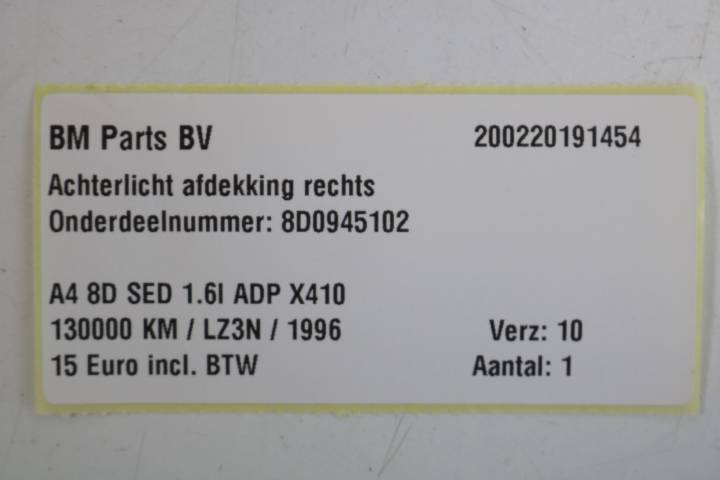 BM Parts BV 200220191454
Achterlicht afdekking rechts
Onderdeelnummer: 8D0945102
A4 8D SED 1.6I ADP X410
130000 KM / LZ3N / 1996 Verz: 10
15 Euro incl. BTW Aantal: 1